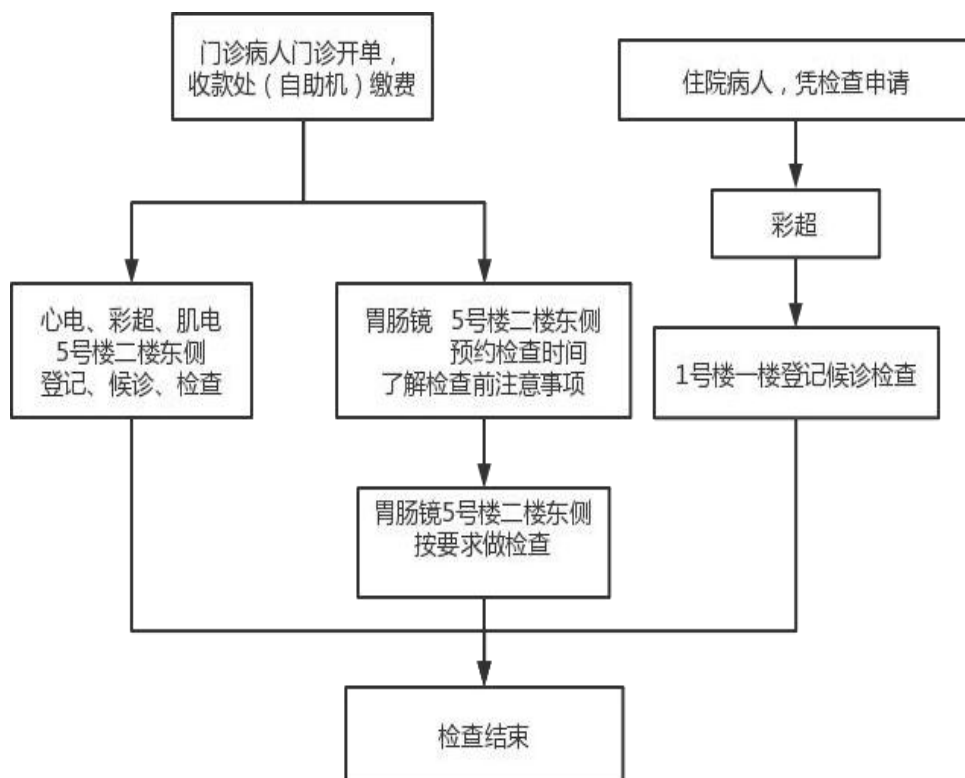 门诊病人门诊开单，
收款处（自助机）缴费
住院病人，凭检查申请
彩超
心电、彩超、肌电
5号楼二楼东侧
登记、候诊、检查
胃肠镜 5号楼二楼东侧
预约检查时间
了解检查前注意事项
1号楼一楼登记候诊检查
胃肠镜5号楼二楼东侧
按要求做检查
检查结束